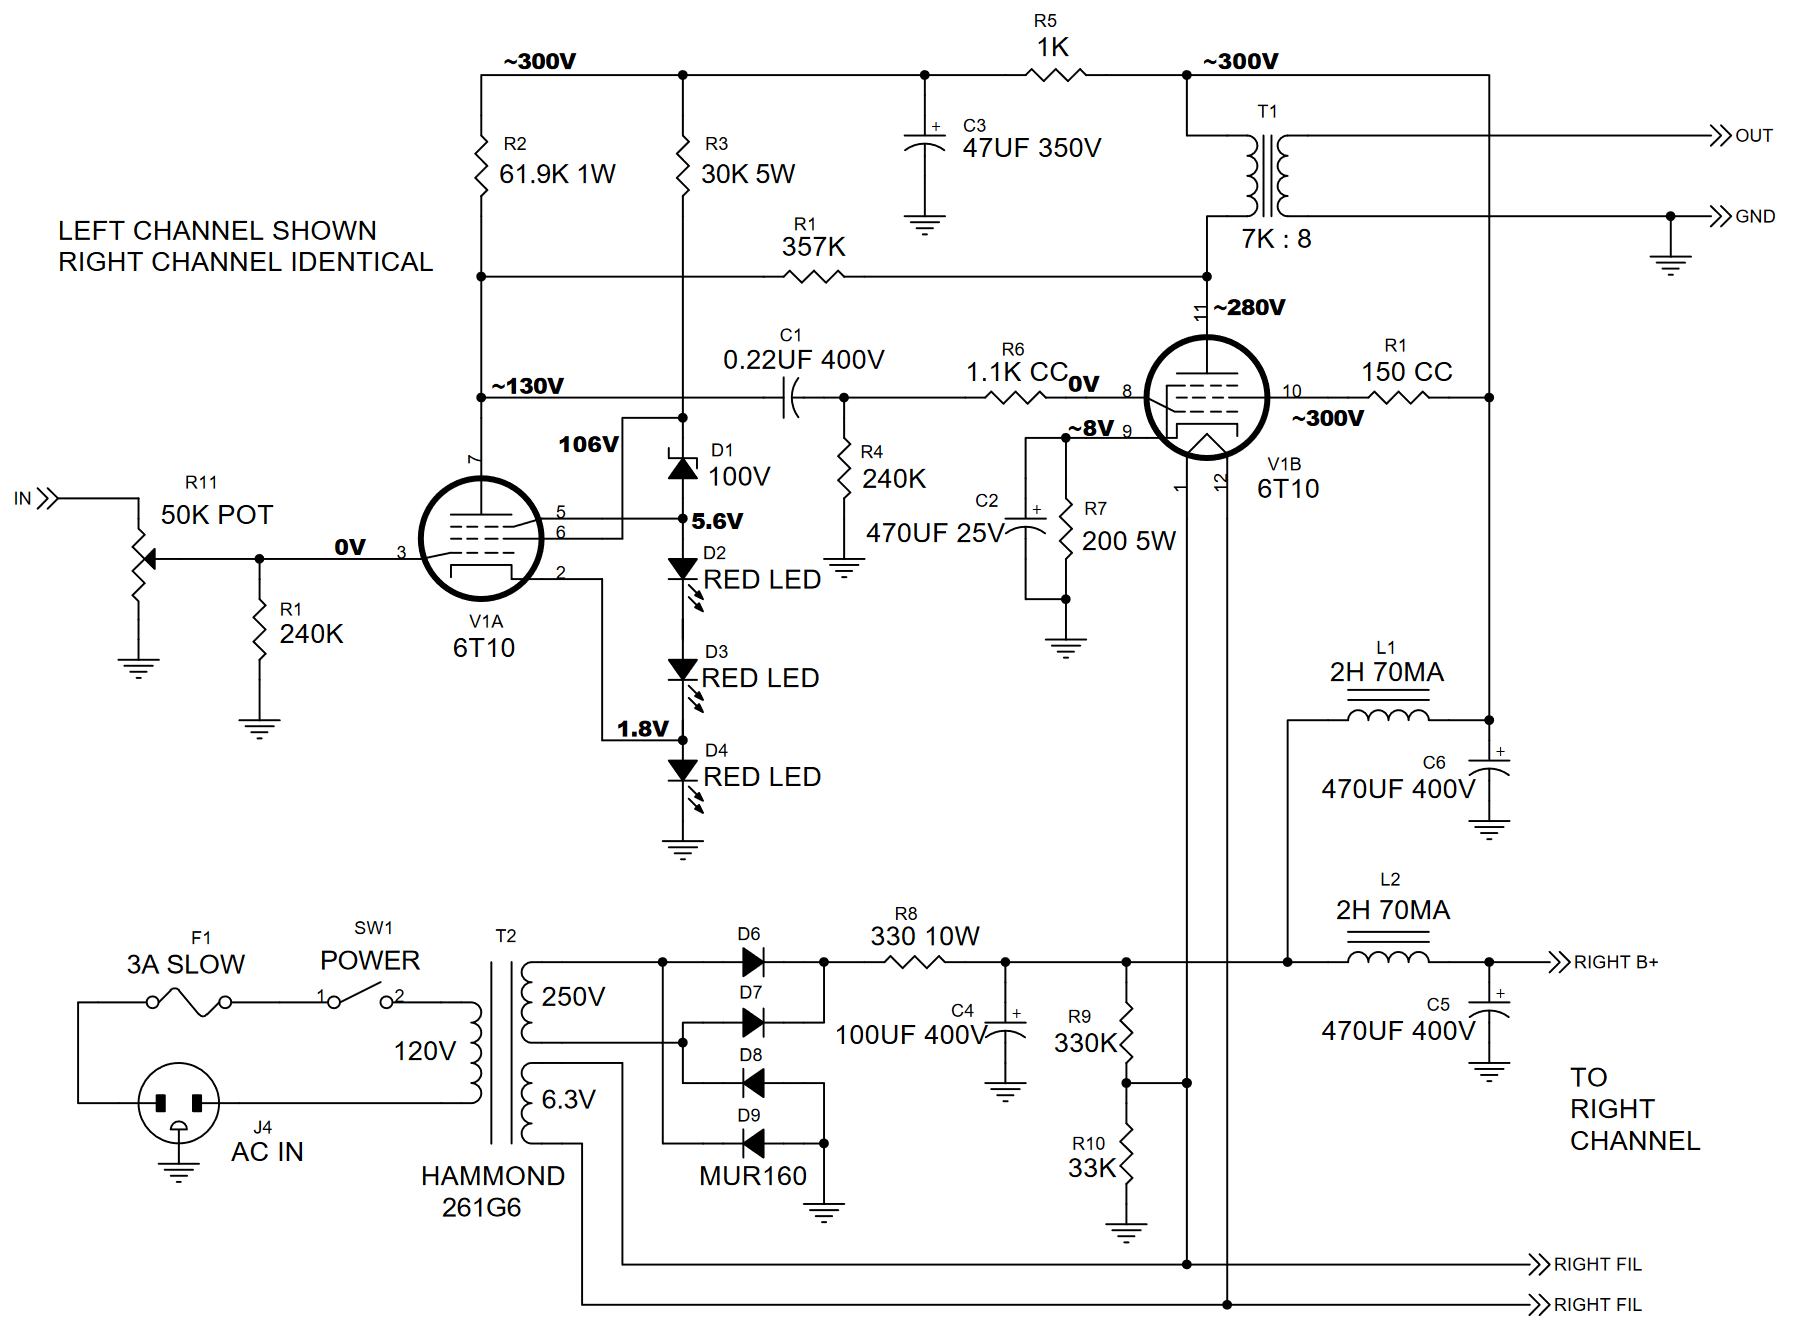 R5
1K
~300V
~300V
T1
R2
61.9K 1W
R3
30K 5W
+
C3
47UF 350V
OUT
GND
7K : 8
LEFT CHANNEL SHOWN
RIGHT CHANNEL IDENTICAL
R1
357K
11
~280V
C1
0.22UF 400V
R6
1.1K CC
0V
8
R1
150 CC
10
~300V
~130V
~8V
9
106V
7
D1
100V
R4
240K
C2
+
470UF 25V
R7
200 5W
V1B
6T10
1
12
R11
50K POT
IN
5
6
5.6V
0V
3
2
D2
RED LED
R1
240K
V1A
6T10
D3
RED LED
1.8V
D4
RED LED
L1
2H 70MA
+
C6
470UF 400V
L2
2H 70MA
F1
3A SLOW
SW1
POWER
1
2
T2
D6
R8
330 10W
RIGHT B+
250V
D7
C4
+
100UF 400V
R9
330K
+
C5
470UF 400V
120V
D8
6.3V
D9
MUR160
R10
33K
TO
RIGHT
CHANNEL
J4
AC IN
HAMMOND
261G6
RIGHT FIL
RIGHT FIL